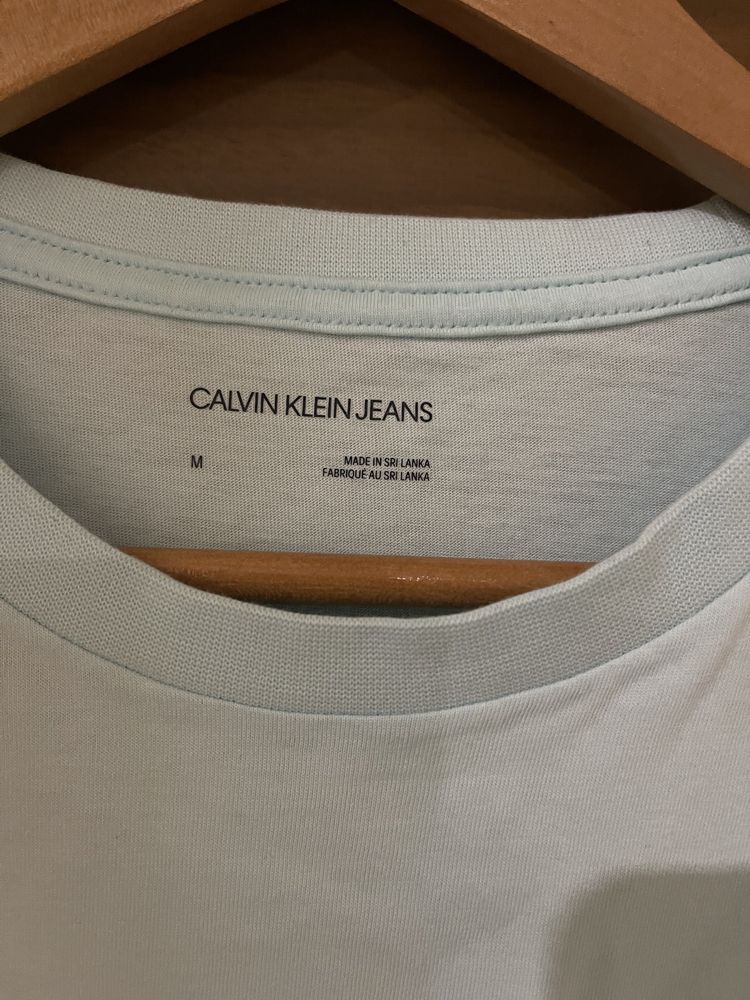 CALVIN KLEIN JEANS
M
MADE IN SRI LANKA
FABRIQUÉ AU SRI LANKA